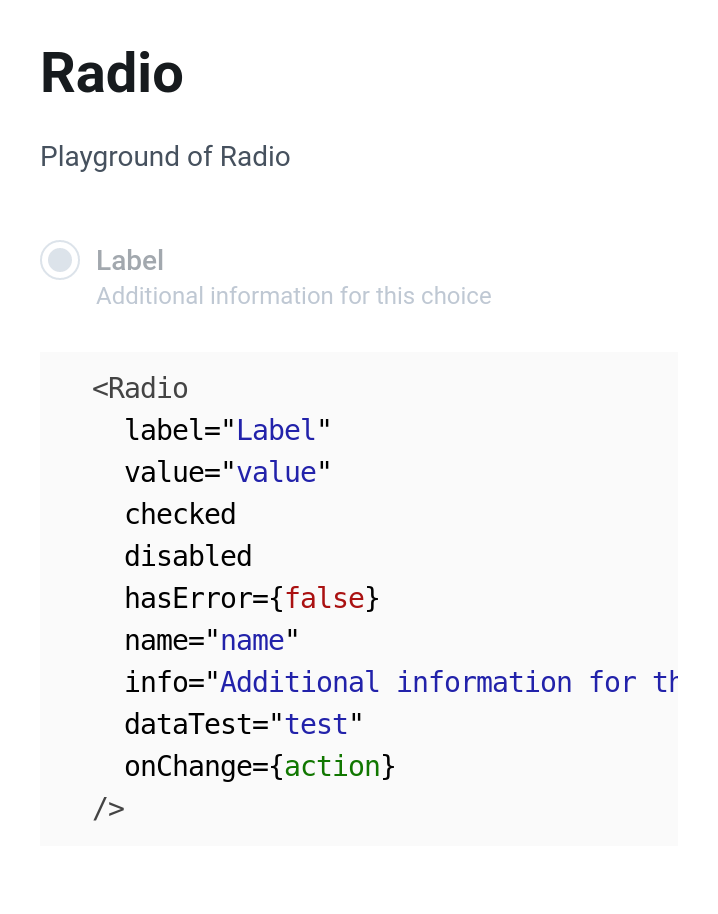 Radio
Playground of Radio
Label
Additional information for this choice
<Radio
  label="Label"
  value="value"
  checked
  disabled
  hasError={false}
  name="name"
  info="Additional information for th
  dataTest="test"
  onChange={action}
/>